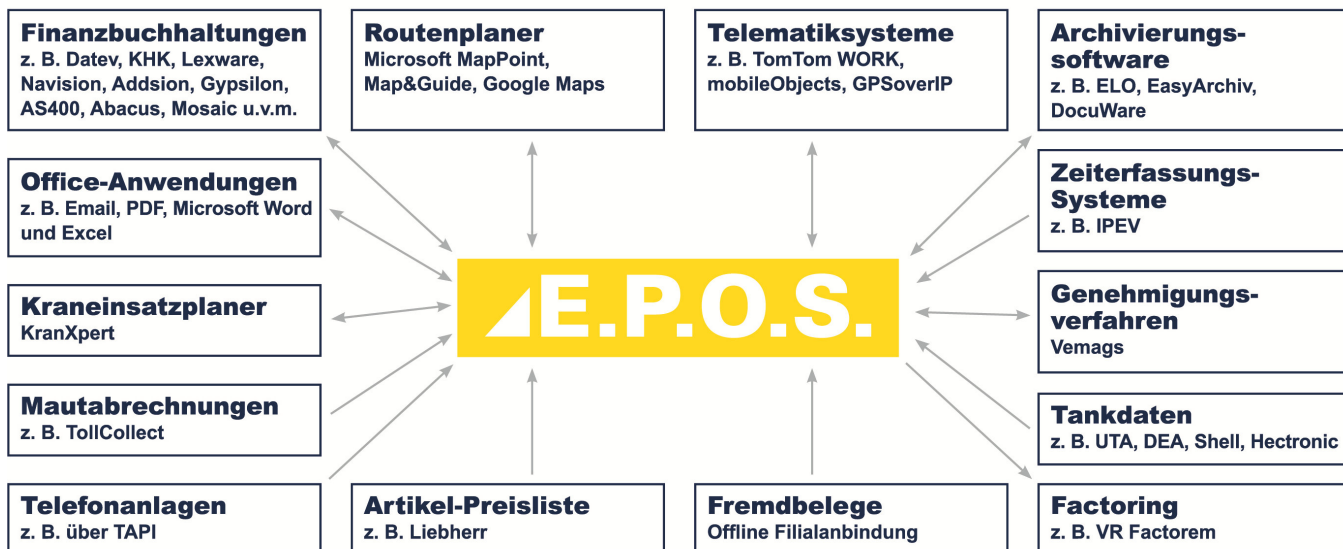 Finanzbuchhaltungen
z. B. Datev, KHK, Lexware,
Navision, Addsion, Gypsilon,
AS400, Abacus, Mosaic u.v.m.
Routenplaner
Microsoft MapPoint,
Map&Guide, Google Maps
Telematiksysteme
z. B. TomTom WORK,
mobileObjects, GPSoverIP
Archivierungs-
software
z. B. ELO, EasyArchiv,
DocuWare
Office-Anwendungen
z. B. Email, PDF, Microsoft Word
und Excel
Zeiterfassungs-
Systeme
z. B. IPEV
E.P.O.S.
Kraneinsatzplaner
KranXpert
Genehmigungs-
verfahren
Vemags
Mautabrechnungen
z. B. TollCollect
Tankdaten
z. B. UTA, DEA, Shell, Hectronic
Telefonanlagen
z. B. über TAPI
Artikel-Preisliste
z. B. Liebherr
Fremdbelege
Offline Filialanbindung
Factoring
z. B. VR Factorem